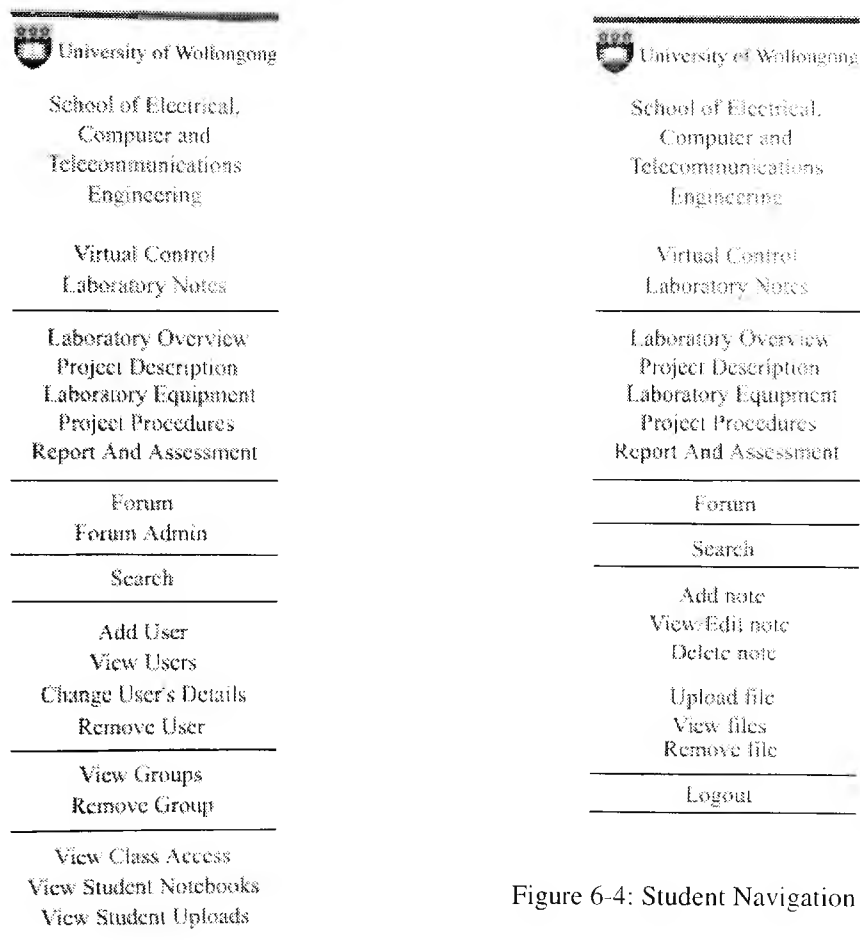 University of Wollongong
School of Electrical,
Computer and
Telecommunications
Engineering
Virtual Control
Laboratory Notes
Laboratory Overview
Project Description
Laboratory Equipment
Project Procedures
Report And Assessment
Forum
Forum Admin
Search
Add User
View Users
Change User's Details
Remove User
View Groups
Remove Group
View Class Access
View Student Notebooks
View Student Uploads
University of Wollongong
School of Electrical,
Computer and
Telecommunications
Engineering
Virtual Control
Laboratory Notes
Laboratory Overview
Project Description
Laboratory Equipment
Project Procedures
Report And Assessment
Forum
Search
Add note
View/Edit note
Delete note
Upload file
View files
Remove file
Logout
Figure 6-4: Student Navigation